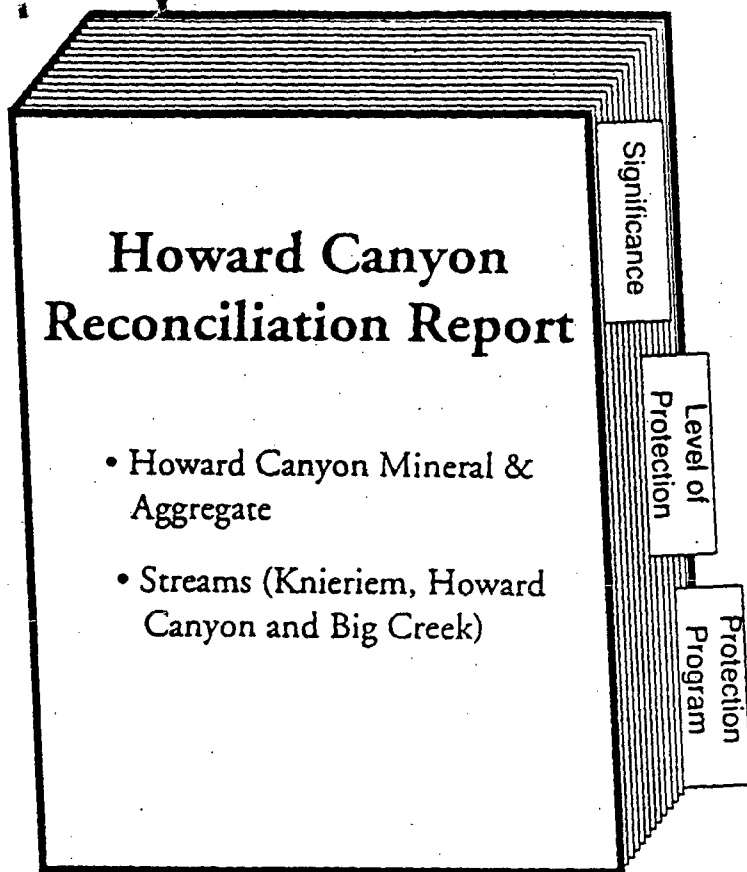 Howard Canyon
Reconciliation Report
• Howard Canyon Mineral &
Aggregate
• Streams (Knieriem, Howard
Canyon and Big Creek)
Significance
Level of
Protection
Protection
Program